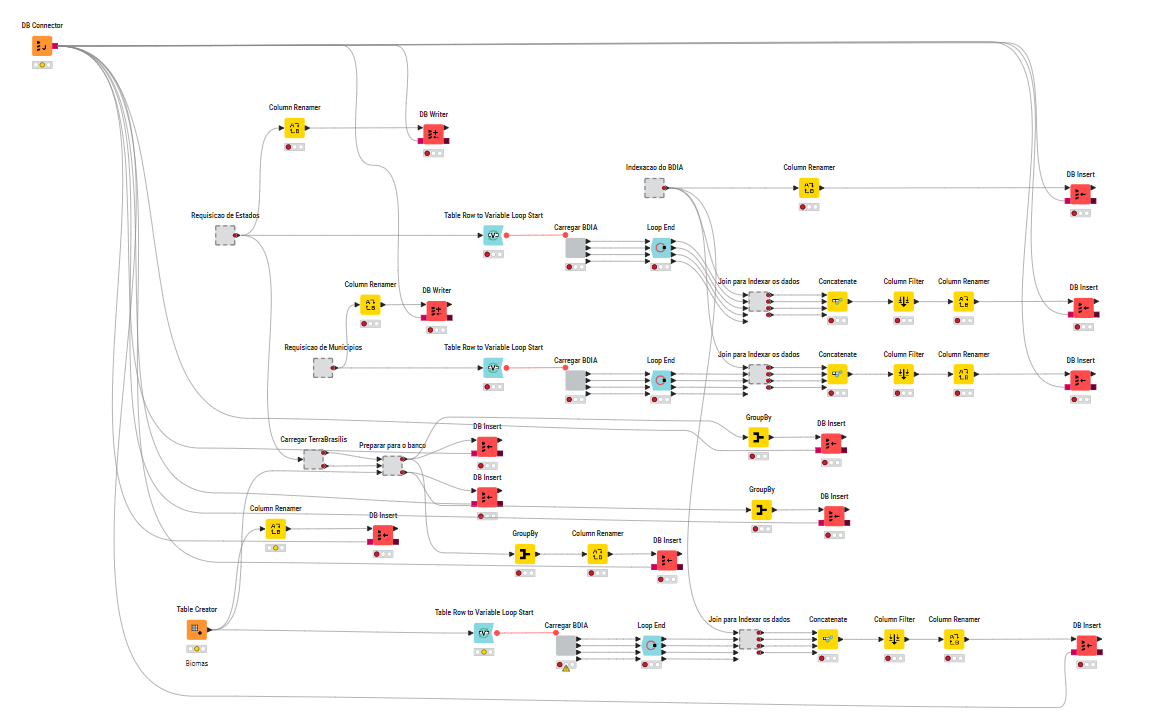 DB Connector
Column Renamer
DB Writer
Indexacao do BDIA
Column Renamer
DB Insert
Requisicao de Estados
Table Row to Variable Loop Start
Carregar BDIA
Loop End
Join para Indexar os dados
Concatenate
Column Filter
Column Renamer
DB Insert
Column Renamer
DB Writer
Requisicao de Municipios
Table Row to Variable Loop Start
Carregar BDIA
Loop End
Join para Indexar os dados
Concatenate
Column Filter
Column Renamer
DB Insert
GroupBy
DB Insert
DB Insert
Carregar TerraBrasilis
Preparar para o banco
DB Insert
GroupBy
DB Insert
Column Renamer
DB Insert
GroupBy
Column Renamer
DB Insert
Table Creator
Biomas
Table Row to Variable Loop Start
Carregar BDIA
Loop End
Join para Indexar os dados
Concatenate
Column Filter
Column Renamer
DB Insert